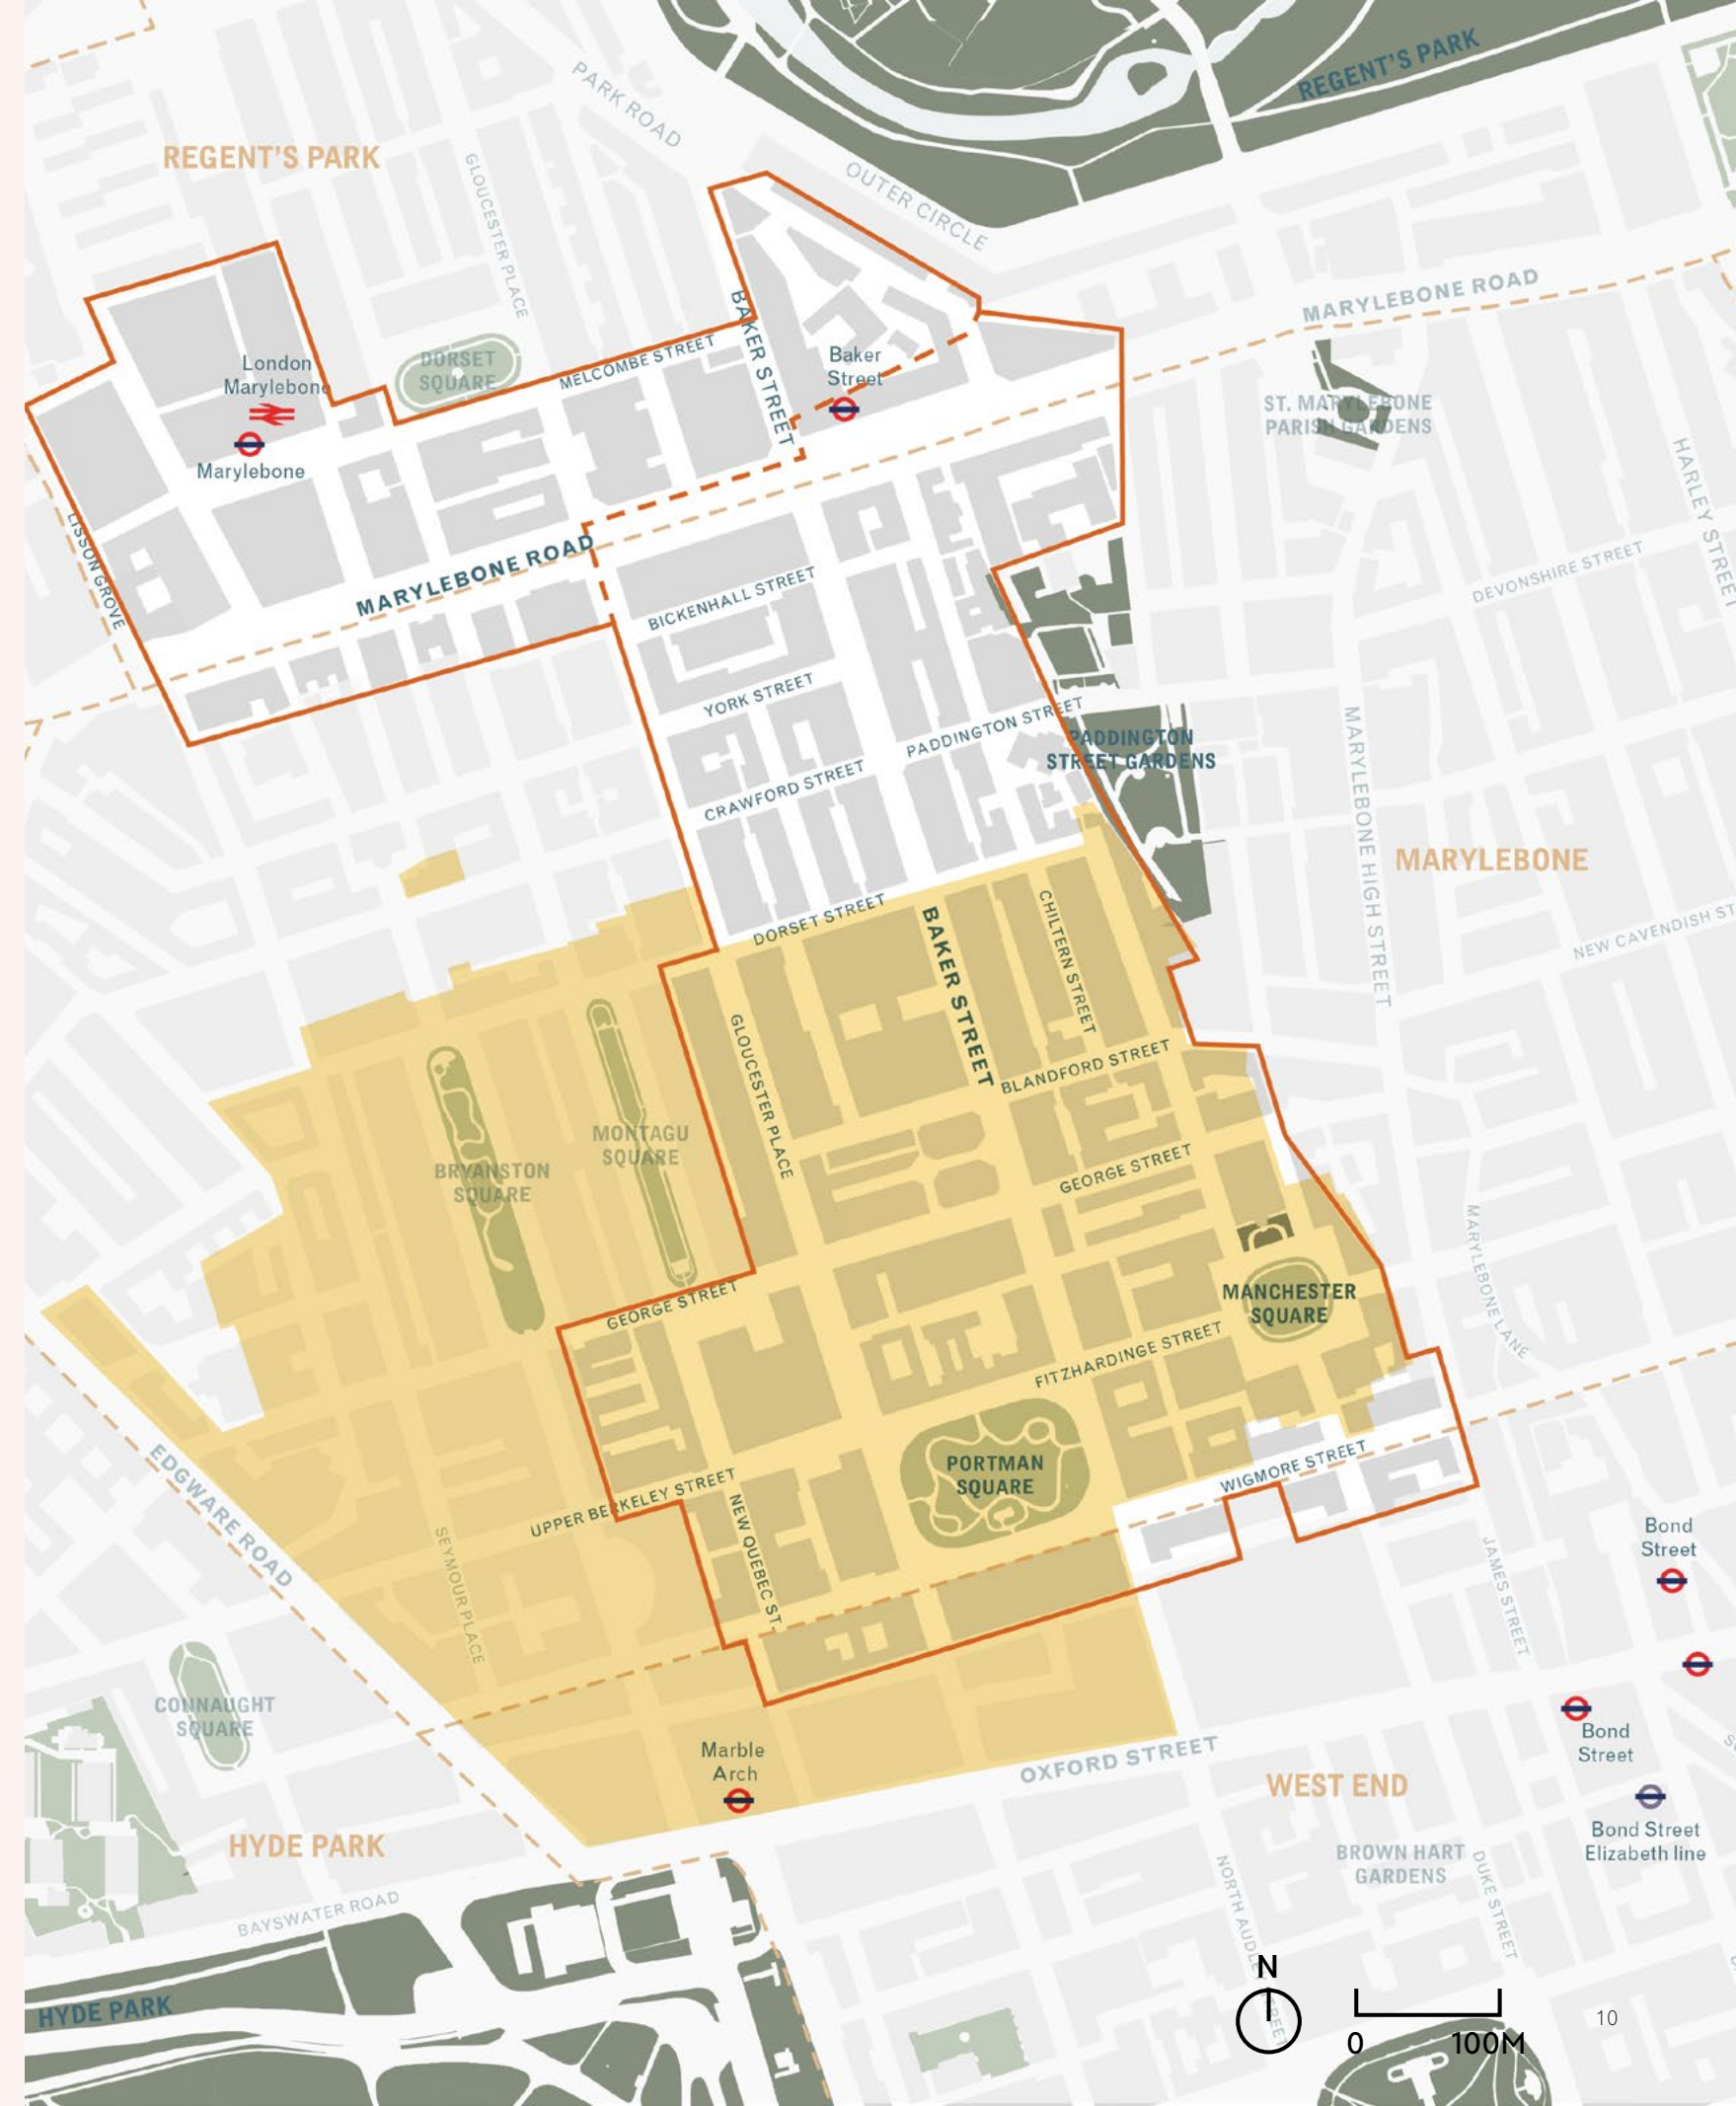 REGENT'S PARK
PARK ROAD
REGENT'S PARK
GLOUCESTER PLACE
OUTER CIRCLE
MARYLEBONE ROAD
BAKER STREET
London
Marylebone
DORSET
SQUARE
MELCOMBE STREET
Baker
Street
ST. MARYLEBONE
PARISH GARDENS
HARLEY STREET
Marylebone
LISSON GROVE
MARYLEBONE ROAD
BICKENHALL STREET
DEVONSHIRE STREET
YORK STREET
PADDINGTON STREET
PADDINGTON
STREET GARDENS
CRAWFORD STREET
MARYLEBONE HIGH STREET
MARYLEBONE
DORSET STREET
BAKER STREET
CHILTERN STREET
NEW CAVENDISH ST
GLOUCESTER PLACE
BLANDFORD STREET
MONTAGU
SQUARE
BRYANSTON
SQUARE
GEORGE STREET
MARYLEBONE LANE
MANCHESTER
SQUARE
GEORGE STREET
FITZHARDINGE STREET
EDGWARE ROAD
PORTMAN
SQUARE
WIGMORE STREET
UPPER BERKELEY STREET
NEW QUEBEC ST.
SEYMOUR PLACE
JAMES STREET
Bond
Street
CONNAUGHT
SQUARE
Marble
Arch
OXFORD STREET
Bond
Street
WEST END
HYDE PARK
Bond Street
Elizabeth line
BROWN HART
GARDENS
DUKE STREET
BAYSWATER ROAD
NORTH AUDLEY STREET
HYDE PARK
N
0 100M
10